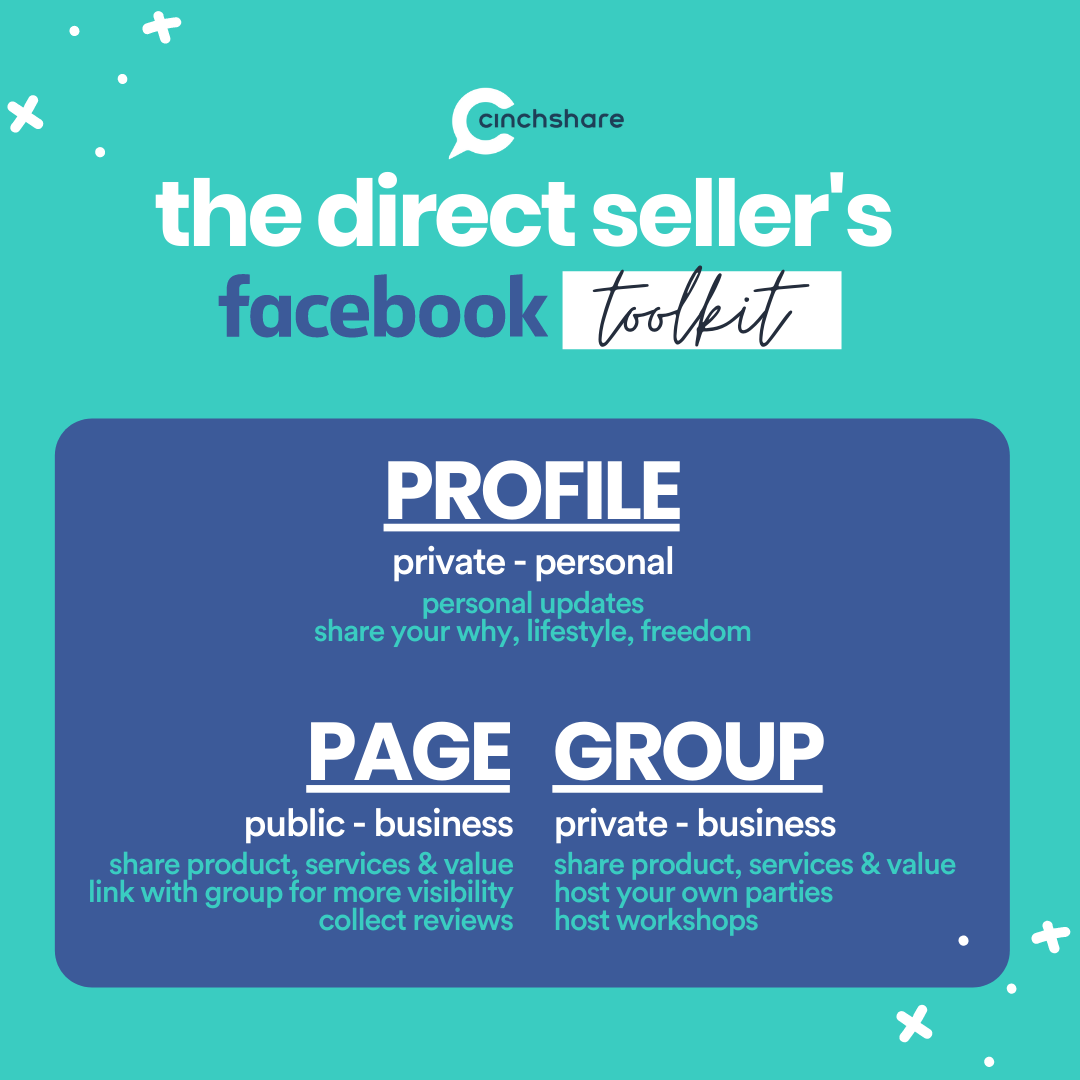 cinchshare
the direct seller's
facebook toolkit
PROFILE
private - personal
personal updates
share your why, lifestyle, freedom
PAGE
public - business
share product, services & value
link with group for more visibility
collect reviews
GROUP
private - business
share product, services & value
host your own parties
host workshops